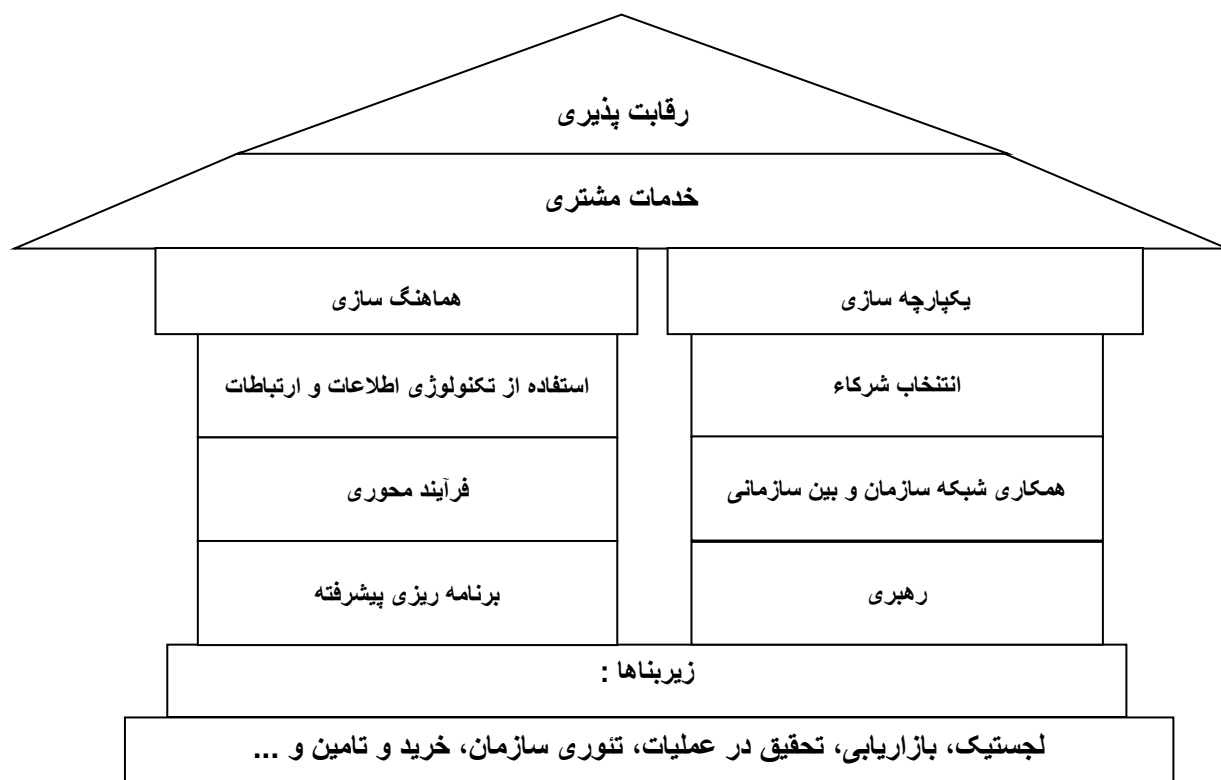 رقابت پذیری
خدمات مشتری
یکپارچه سازی
هماهنگ سازی
انتنخاب شرکاء
استفاده از تکنولوژی اطلاعات و ارتباطات
همکاری شبکه سازمان و بین سازمانی
فرآیند محوری
رهبری
برنامه ریزی پیشرفته
زیربناها :
لجستیک، بازاریابی، تحقیق در عملیات، تئوری سازمان، خرید و تامین و ...